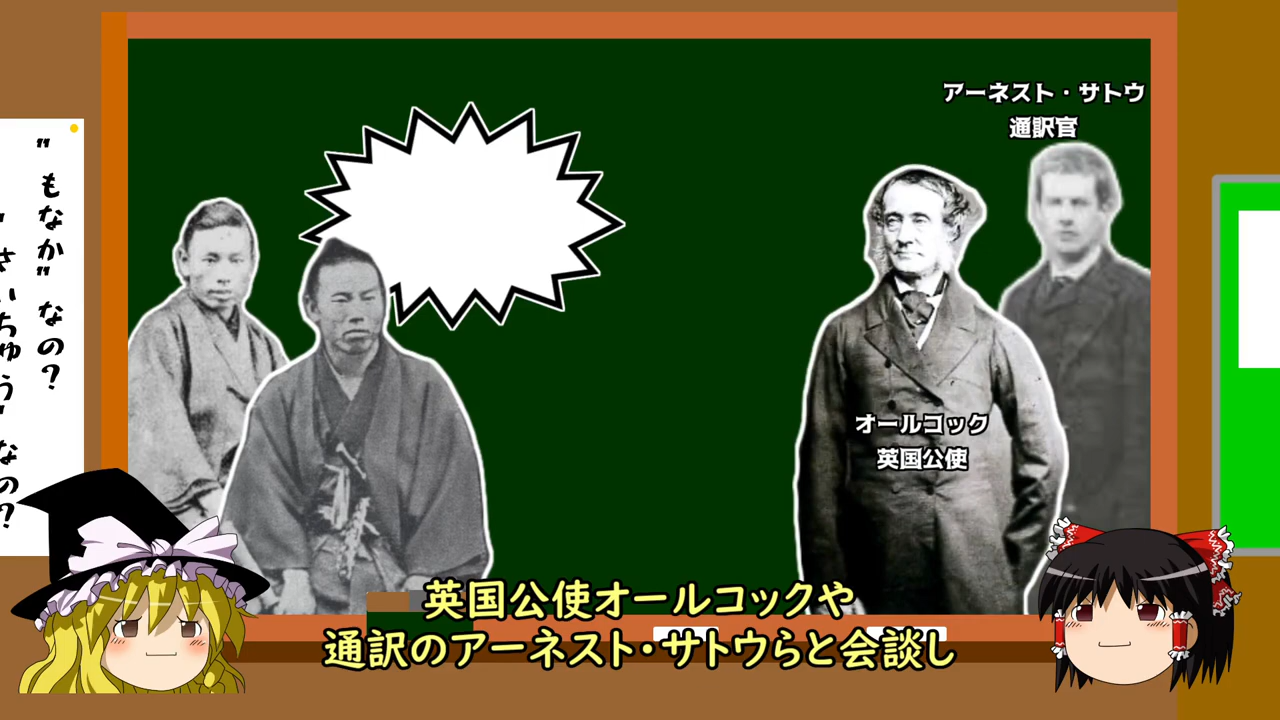 アーネスト・サトウ
通訳官
オールコック
英国公使
"もなか"なの?
"さいちゅう"なの?
英国公使オールコックや
通訳のアーネスト・サトウらと会談し